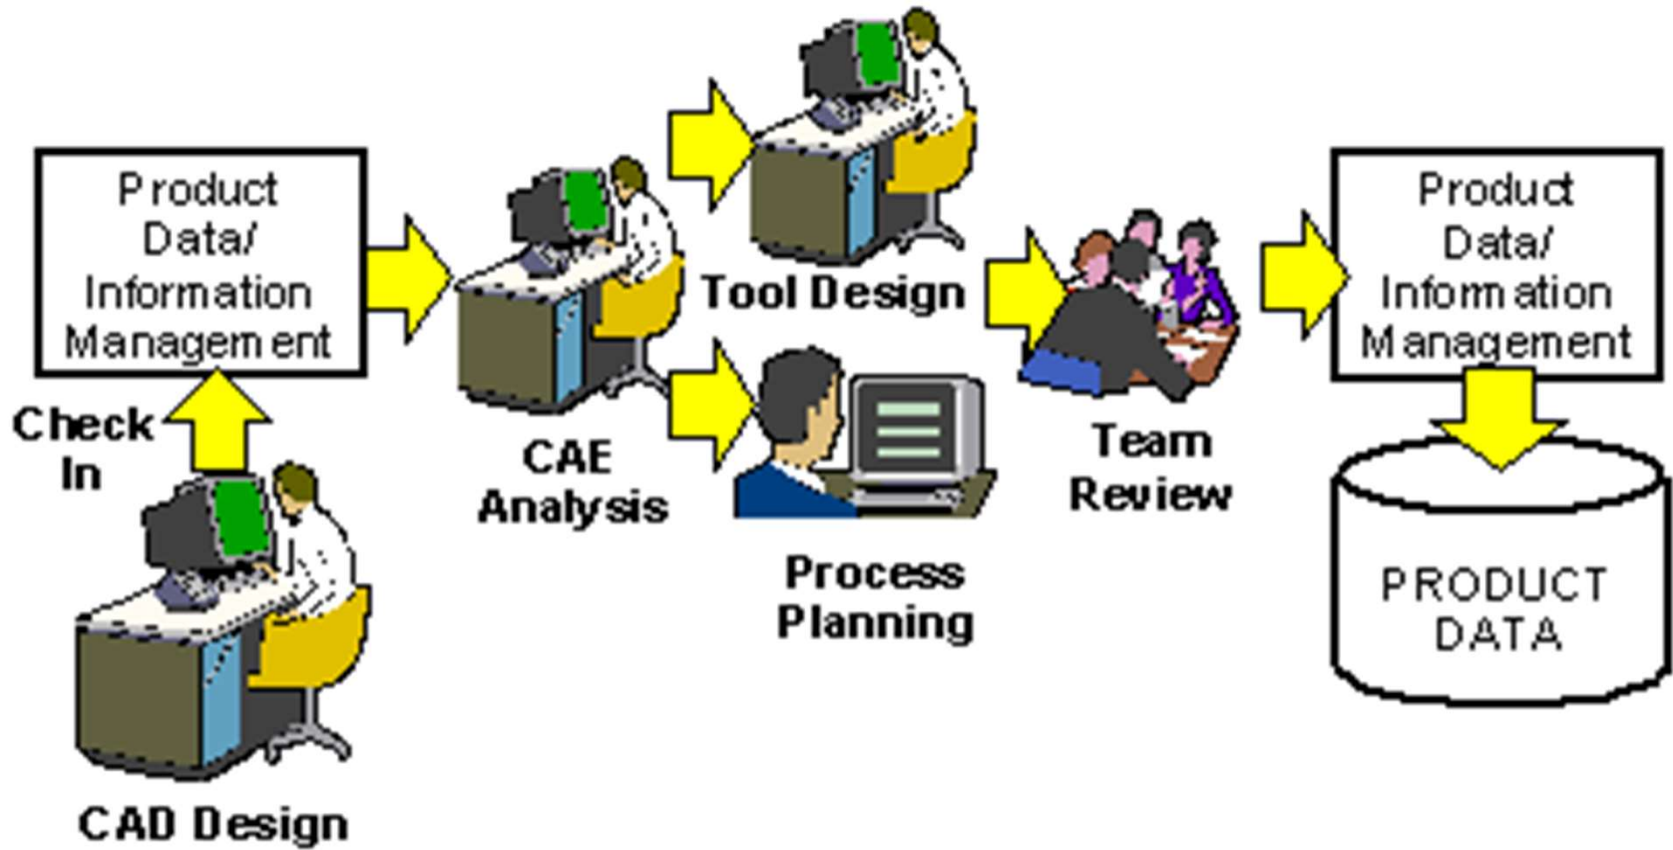 Product
Data/
Information
Management
Check
In
CAD Design
CAE
Analysis
Tool Design
Process
Planning
Team
Review
Product
Data/
Information
Management
PRODUCT
DATA